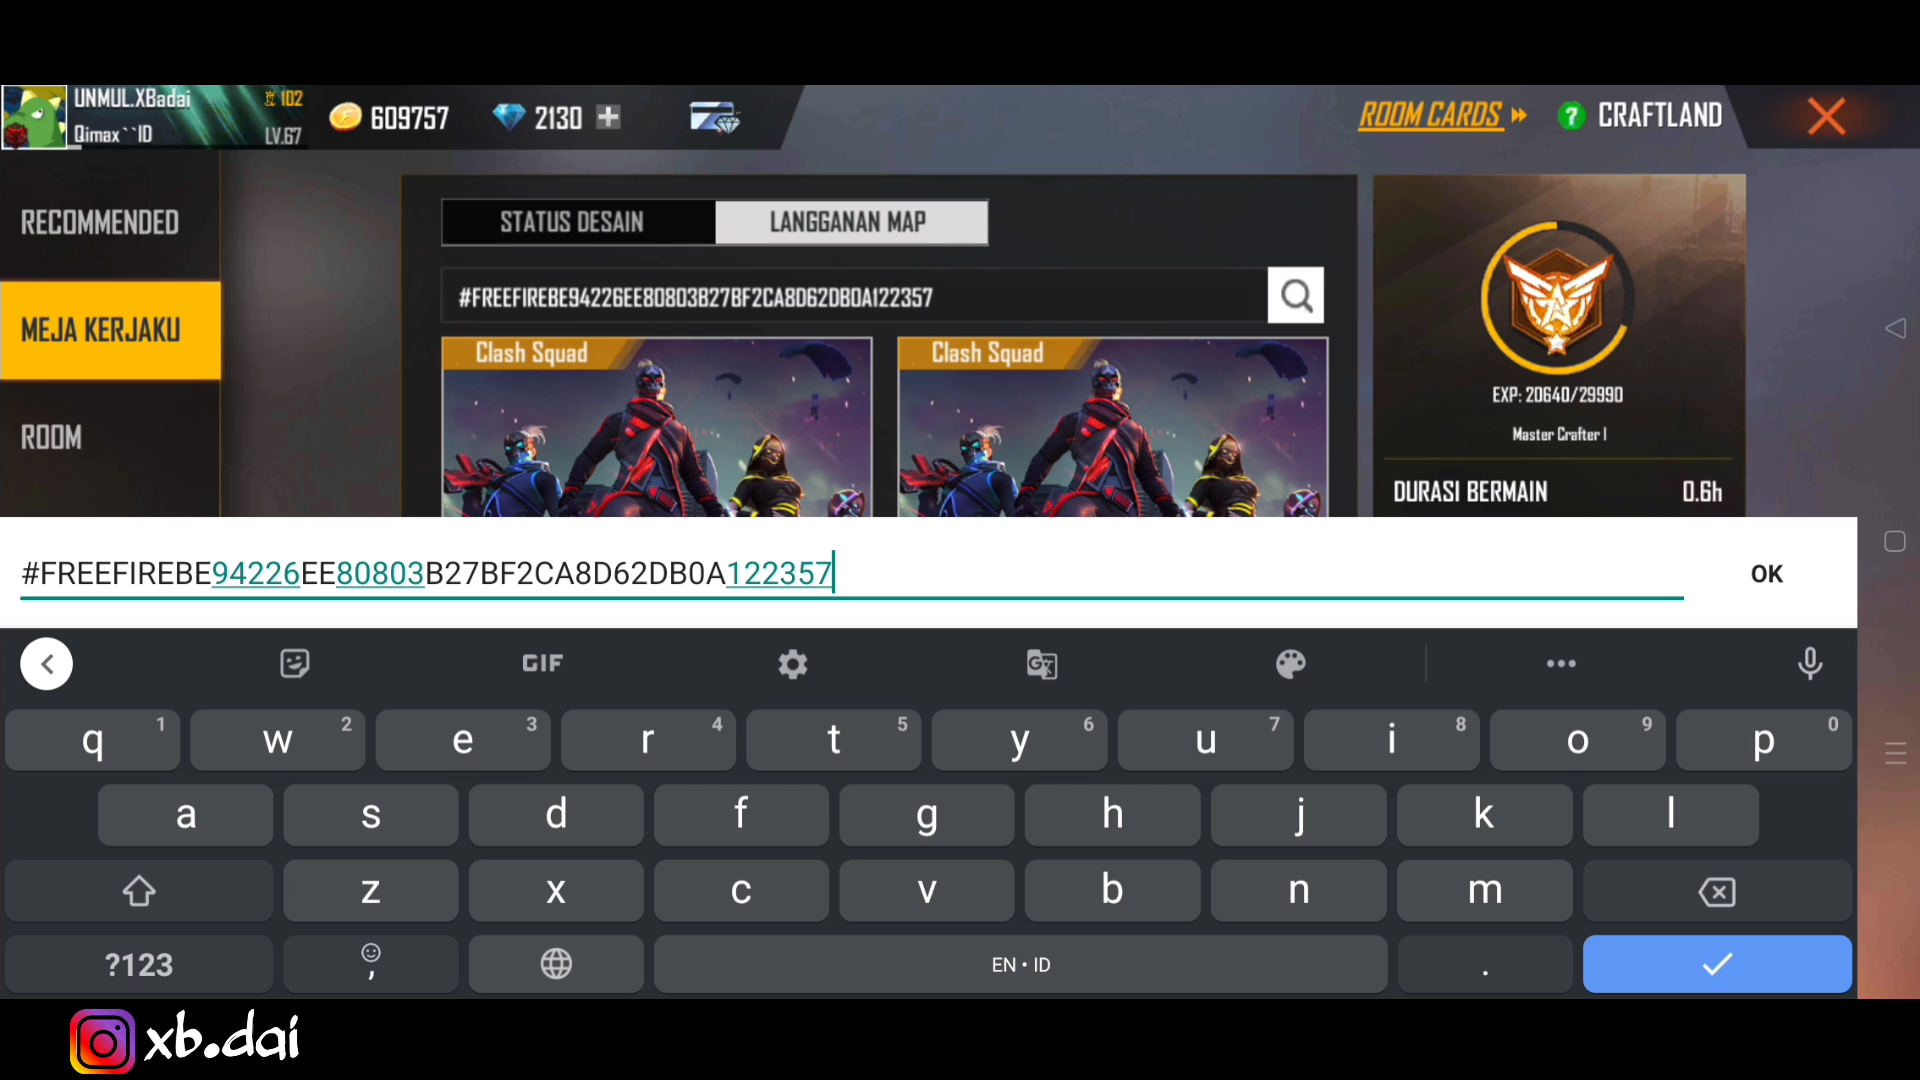 UNMUL.XBadai
102
Qimax``ID
LV.67
609757
2130
ROOM CARDS
? CRAFTLAND
RECOMMENDED
MEJA KERJAKU
ROOM
STATUS DESAIN
LANGGANAN MAP
#FREEFIREBE94226EE80803B27BF2CA8D62DB0A122357
Clash Squad
Clash Squad
EXP: 20640/29990
Master Crafter I
DURASI BERMAIN
0.6h
#FREEFIREBE94226EE80803B27BF2CA8D62DB0A122357
OK
GIF
q 1 w 2 e 3 r 4 t 5 y 6 u 7 i 8 o 9 p 0
a s d f g h j k l
z x c v b n m
?123 , EN • ID .
xb.dai